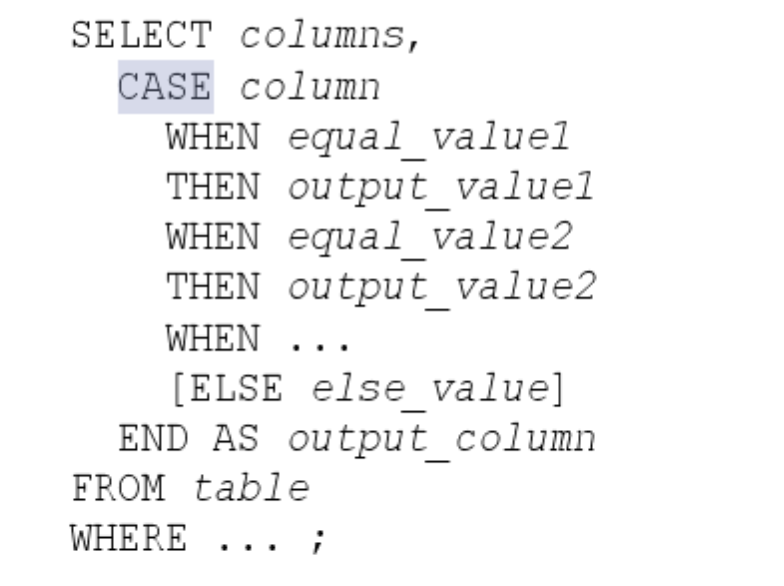 SELECT columns,
CASE column
WHEN equal_value1
THEN output_value1
WHEN equal_value2
THEN output_value2
WHEN ...
[ELSE else_value]
END AS output_column
FROM table
WHERE ... ;